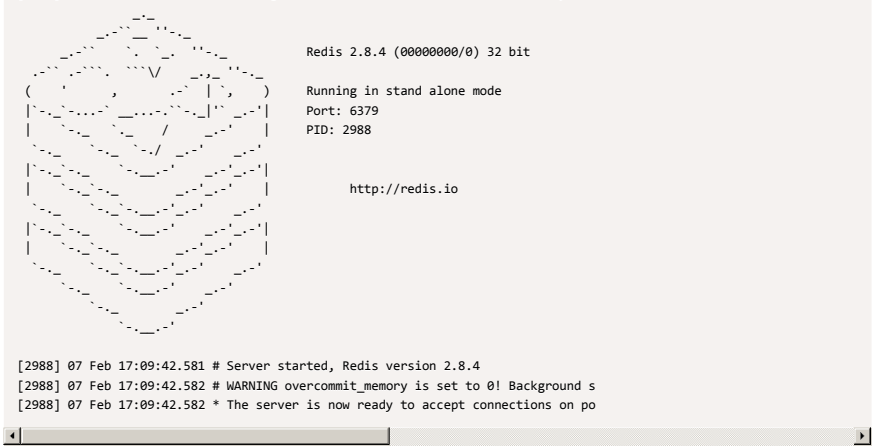 Redis 2.8.4 (00000000/0) 32 bit
Running in stand alone mode
Port: 6379
PID: 2988
http://redis.io
[2988] 07 Feb 17:09:42.581 # Server started, Redis version 2.8.4
[2988] 07 Feb 17:09:42.582 # WARNING overcommit_memory is set to 0! Background s
[2988] 07 Feb 17:09:42.582 * The server is now ready to accept connections on po